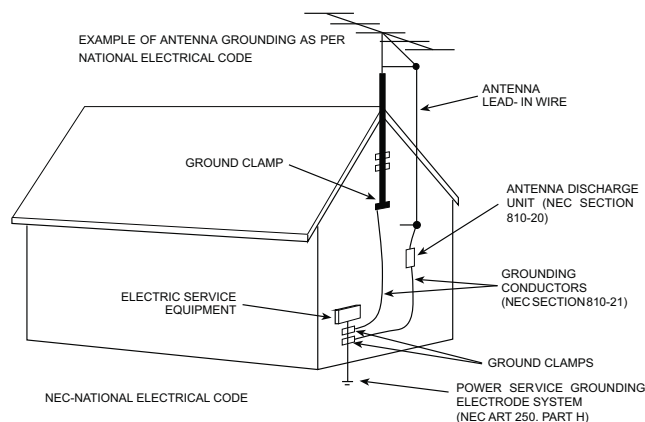 EXAMPLE OF ANTENNA GROUNDING AS PER
NATIONAL ELECTRICAL CODE
ANTENNA
LEAD- IN WIRE
GROUND CLAMP
ANTENNA DISCHARGE
UNIT (NEC SECTION
810-20)
GROUNDING
CONDUCTORS
(NEC SECTION 810-21)
ELECTRIC SERVICE
EQUIPMENT
GROUND CLAMPS
POWER SERVICE GROUNDING
ELECTRODE SYSTEM
(NEC ART 250, PART H)
NEC-NATIONAL ELECTRICAL CODE